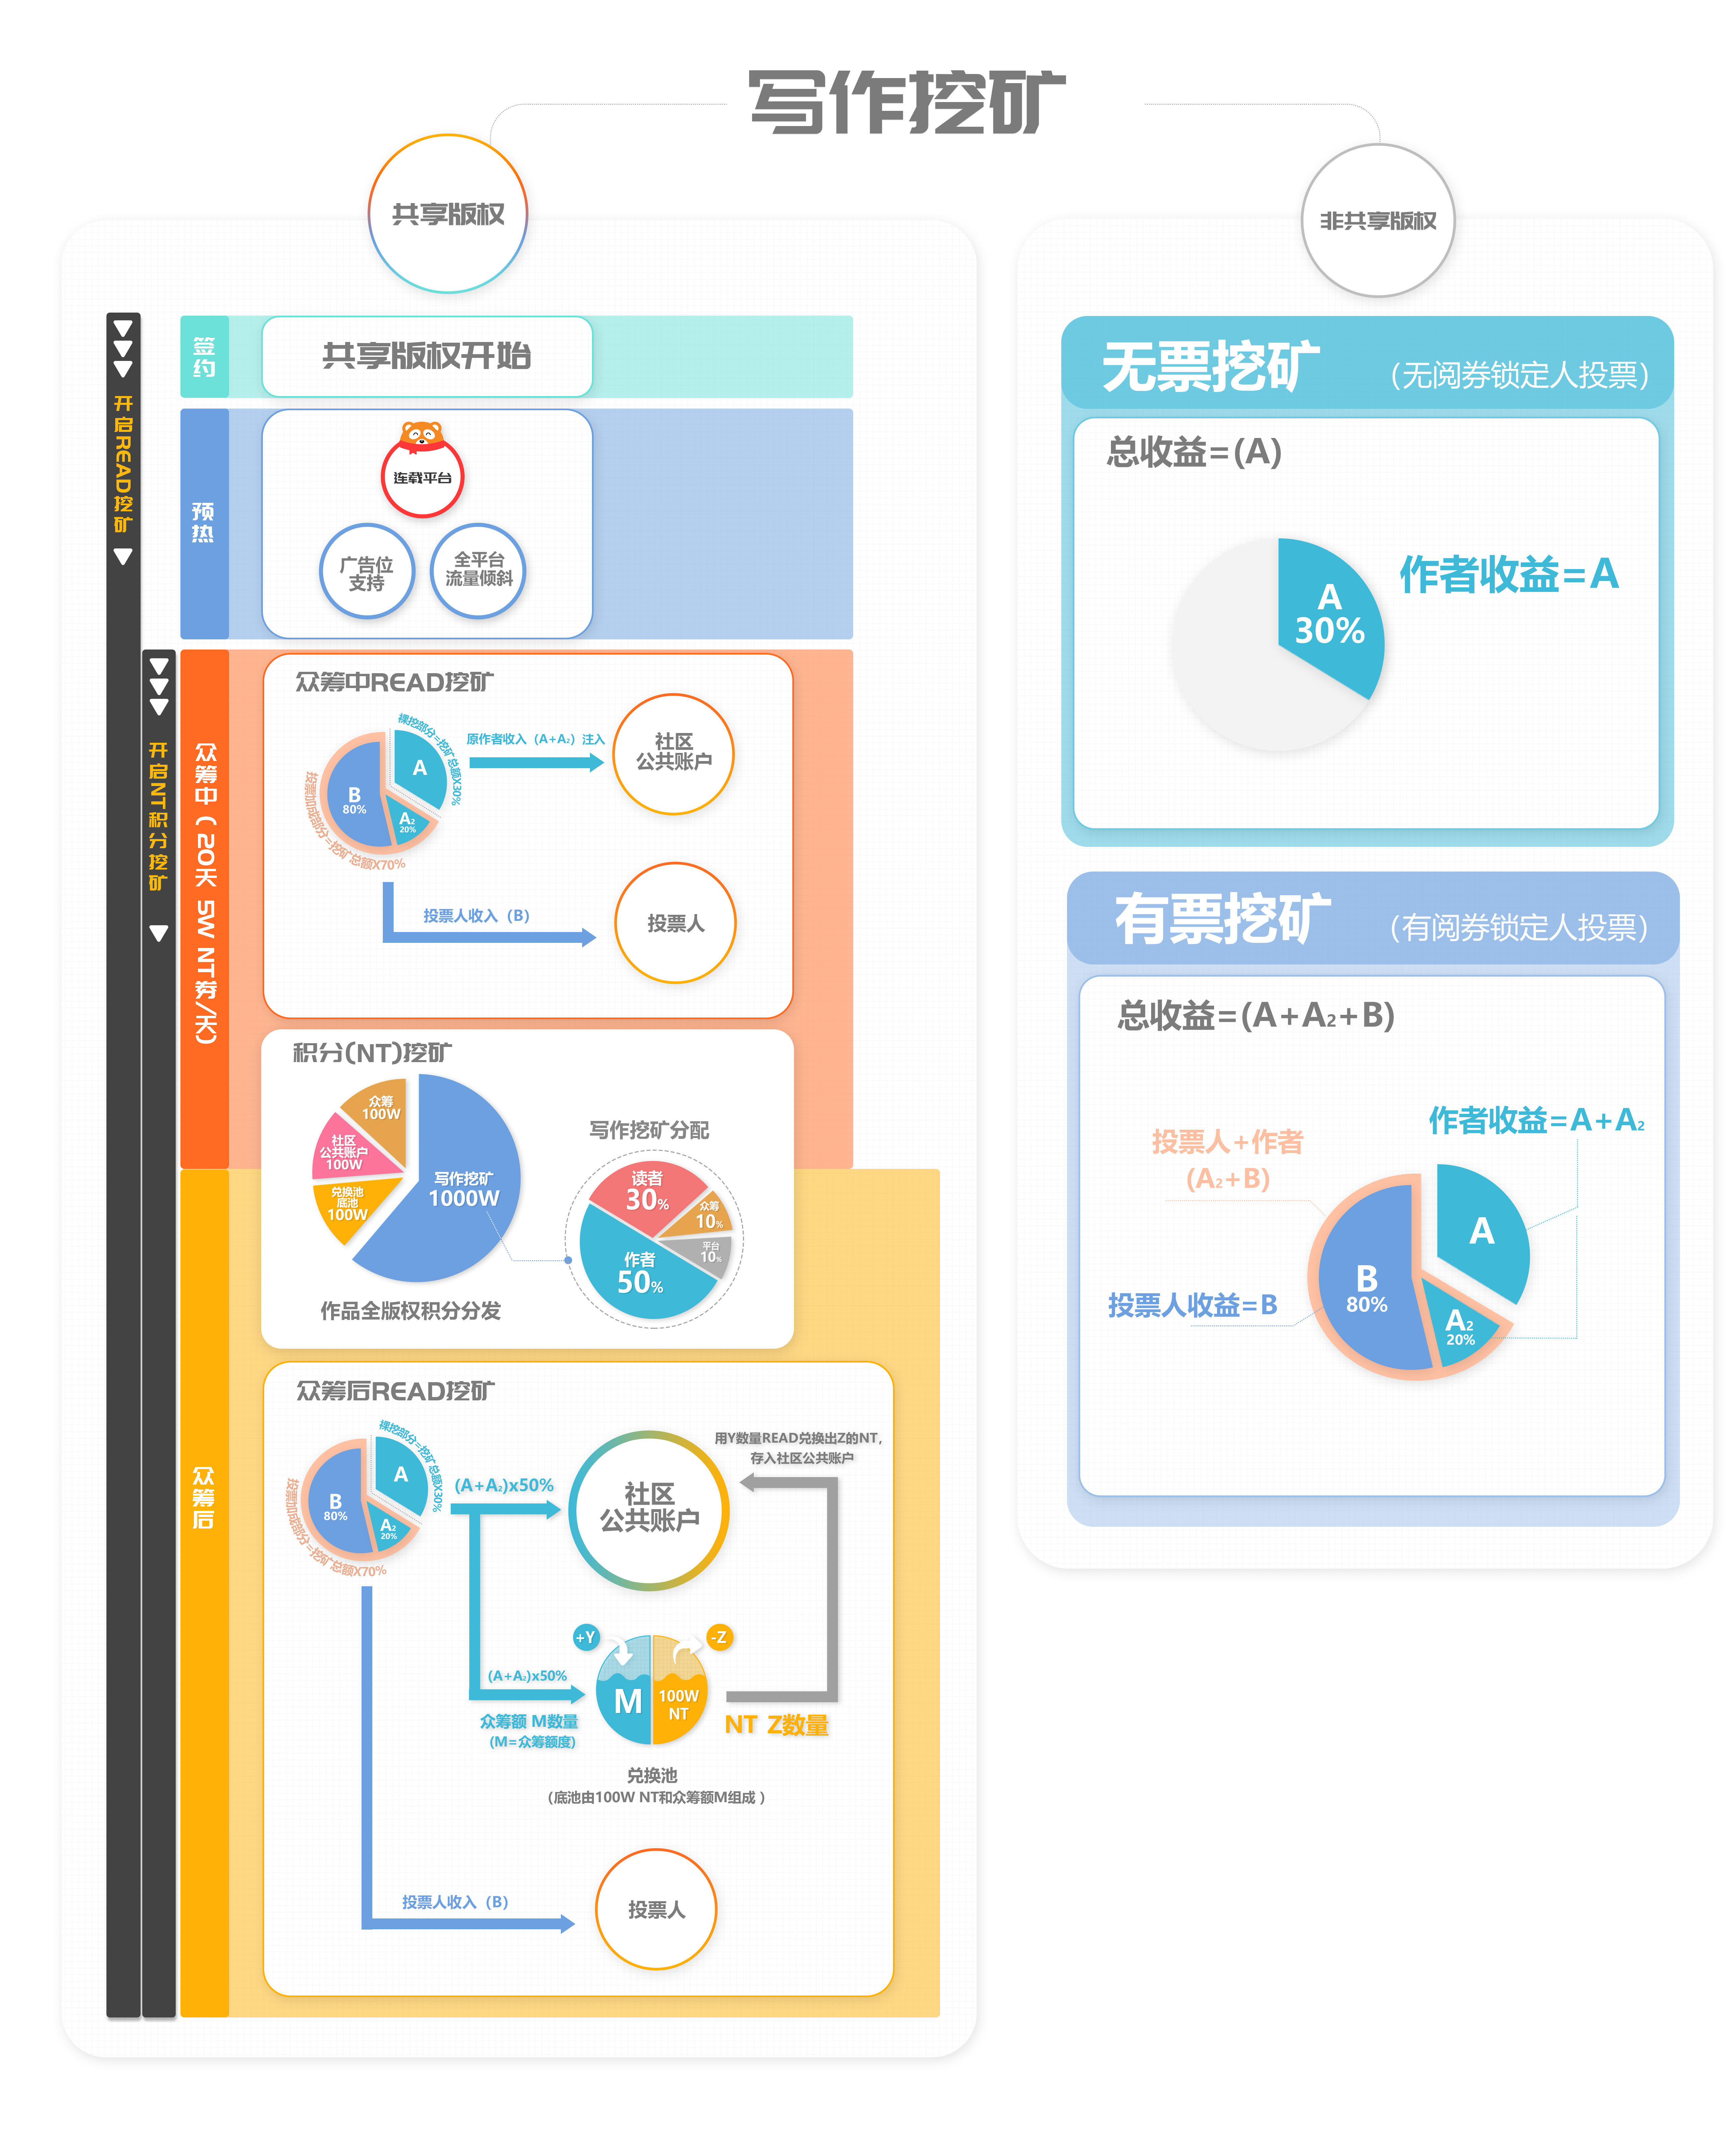 写作挖矿
共享版权
开启READ挖矿
开启NT积分挖矿
签约
共享版权开始
预热
连载平台
广告位
支持
全平台
流量倾斜
众筹中（20天 5W NT券/天）
众筹中READ挖矿
裸挖部分=挖矿总额X30%
投票加成部分=挖矿总额X70%
A
B
80%
A₂
20%
原作者收入（A+A₂）注入
社区
公共账户
投票人收入（B）
投票人
积分(NT)挖矿
众筹
100W
社区
公共账户
100W
兑换池
底池
100W
写作挖矿
1000W
作品全版权积分分发
写作挖矿分配
读者
30%
众筹
10%
平台
10%
作者
50%
众筹后
众筹后READ挖矿
裸挖部分=挖矿总额X30%
投票加成部分=挖矿总额X70%
A
B
80%
A₂
20%
(A+A₂)x50%
社区
公共账户
用Y数量READ兑换出Z的NT，
存入社区公共账户
+Y
-Z
(A+A₂)x50%
M
100W
NT
众筹额 M数量
(M=众筹额度)
NT Z数量
兑换池
（底池由100W NT和众筹额M组成 ）
投票人收入（B）
投票人
非共享版权
无票挖矿
（无阅券锁定人投票）
总收益=(A)
A
30%
作者收益=A
有票挖矿
（有阅券锁定人投票）
总收益=(A+A₂+B)
作者收益=A+A₂
投票人+作者
(A₂+B)
A
B
80%
A₂
20%
投票人收益=B